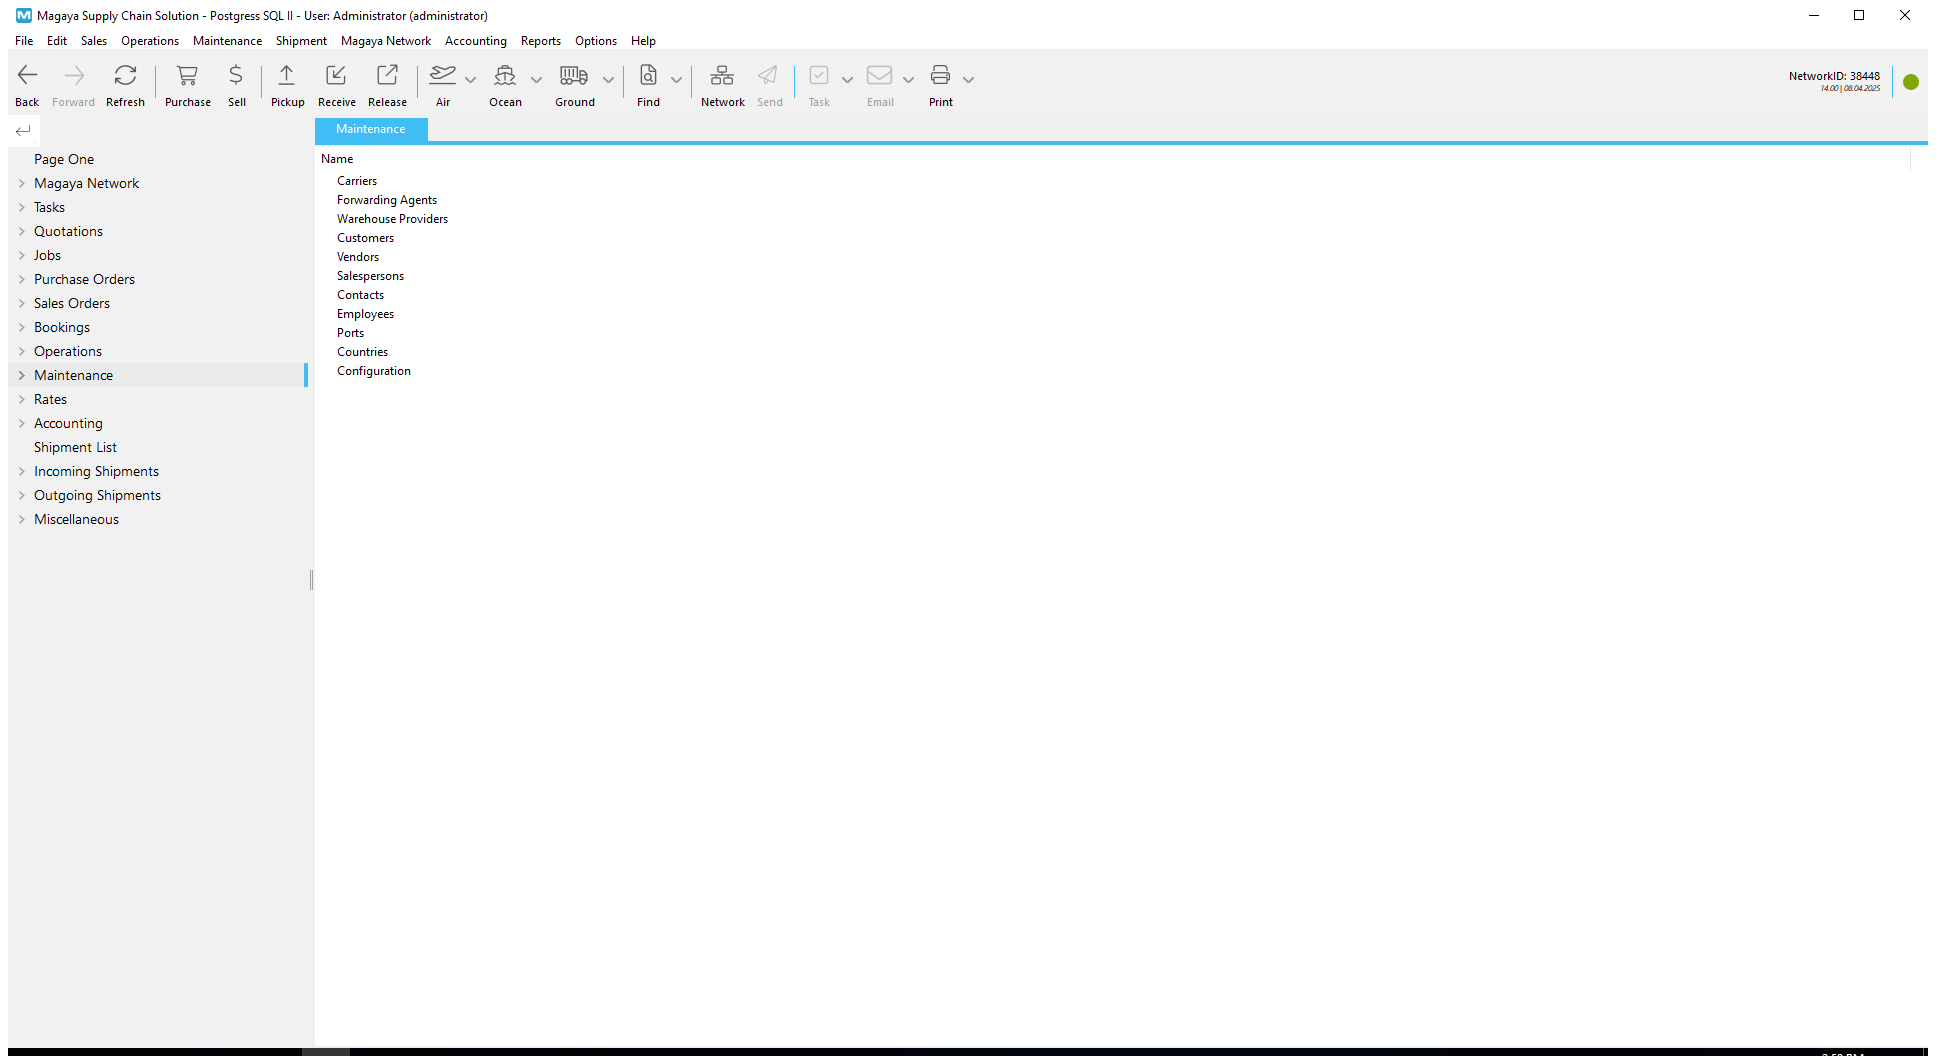 Magaya Supply Chain Solution - Postgress SQL II - User: Administrator (administrator)
File Edit Sales Operations Maintenance Shipment Magaya Network Accounting Reports Options Help
Back Forward Refresh Purchase Sell Pickup Receive Release Air Ocean Ground Find Network Send Task Email Print
NetworkID: 38448
14.00 | 08.04.2025
Page One
Magaya Network
Tasks
Quotations
Jobs
Purchase Orders
Sales Orders
Bookings
Operations
Maintenance
Rates
Accounting
Shipment List
Incoming Shipments
Outgoing Shipments
Miscellaneous
Maintenance
Name
Carriers
Forwarding Agents
Warehouse Providers
Customers
Vendors
Salespersons
Contacts
Employees
Ports
Countries
Configuration